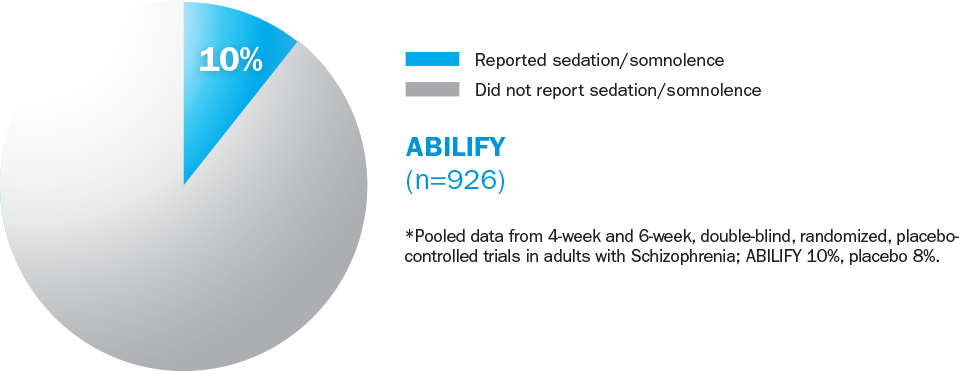 10%
Reported sedation/somnolence
Did not report sedation/somnolence
ABILIFY
(n=926)
*Pooled data from 4-week and 6-week, double-blind, randomized, placebo-
controlled trials in adults with Schizophrenia; ABILIFY 10%, placebo 8%.